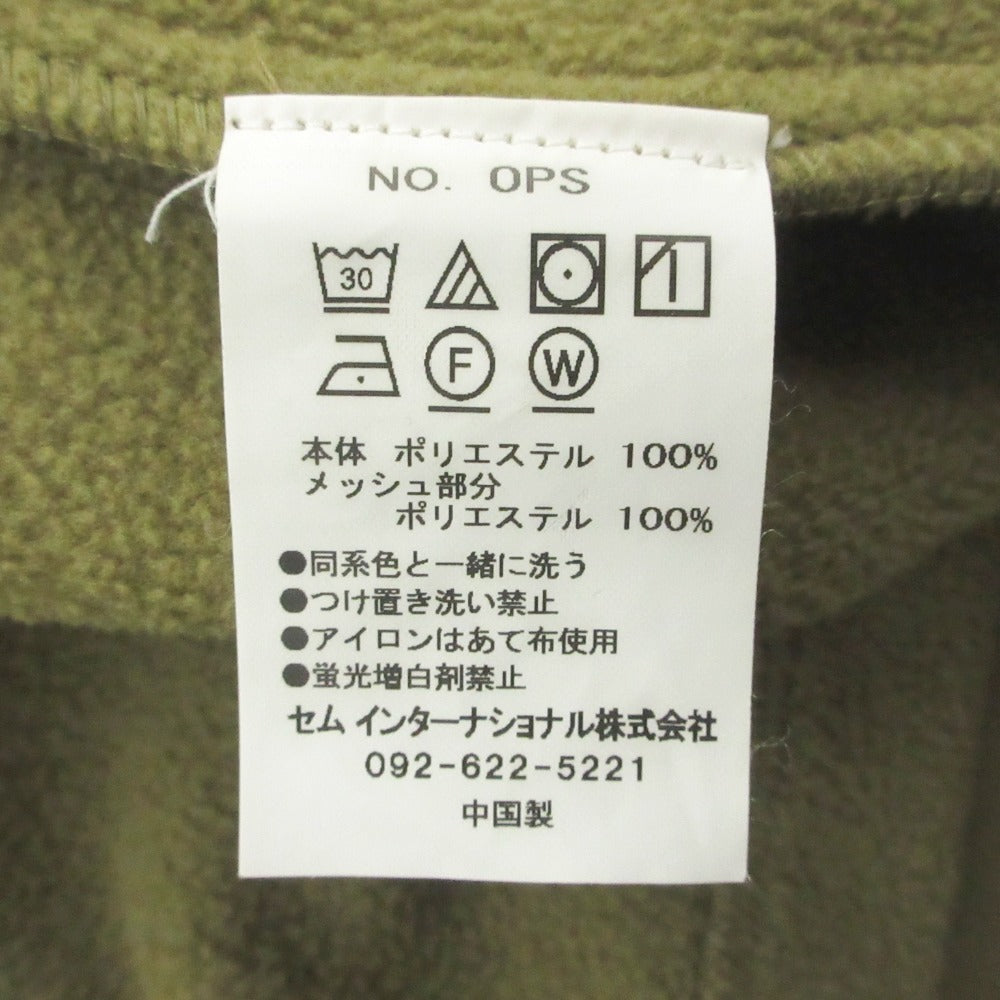 NO. OPS
30
F W
本体 ポリエステル 100%
メッシュ部分
ポリエステル 100%
●同系色と一緒に洗う
●つけ置き洗い禁止
●アイロンはあて布使用
●蛍光増白剤禁止
セム インターナショナル株式会社
092-622-5221
中国製